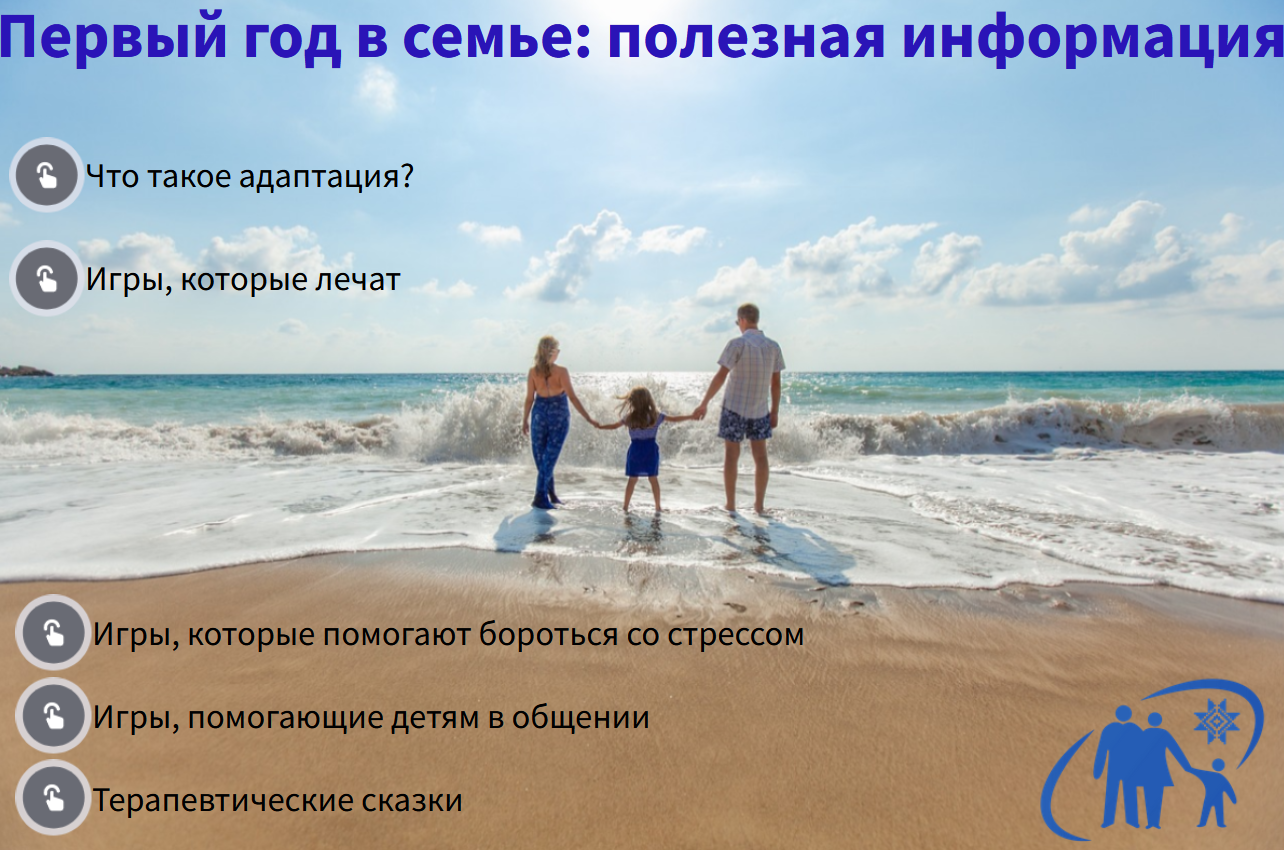 Первый год в семье: полезная информация
Что такое адаптация?
Игры, которые лечат
Игры, которые помогают бороться со стрессом
Игры, помогающие детям в общении
Терапевтические сказки